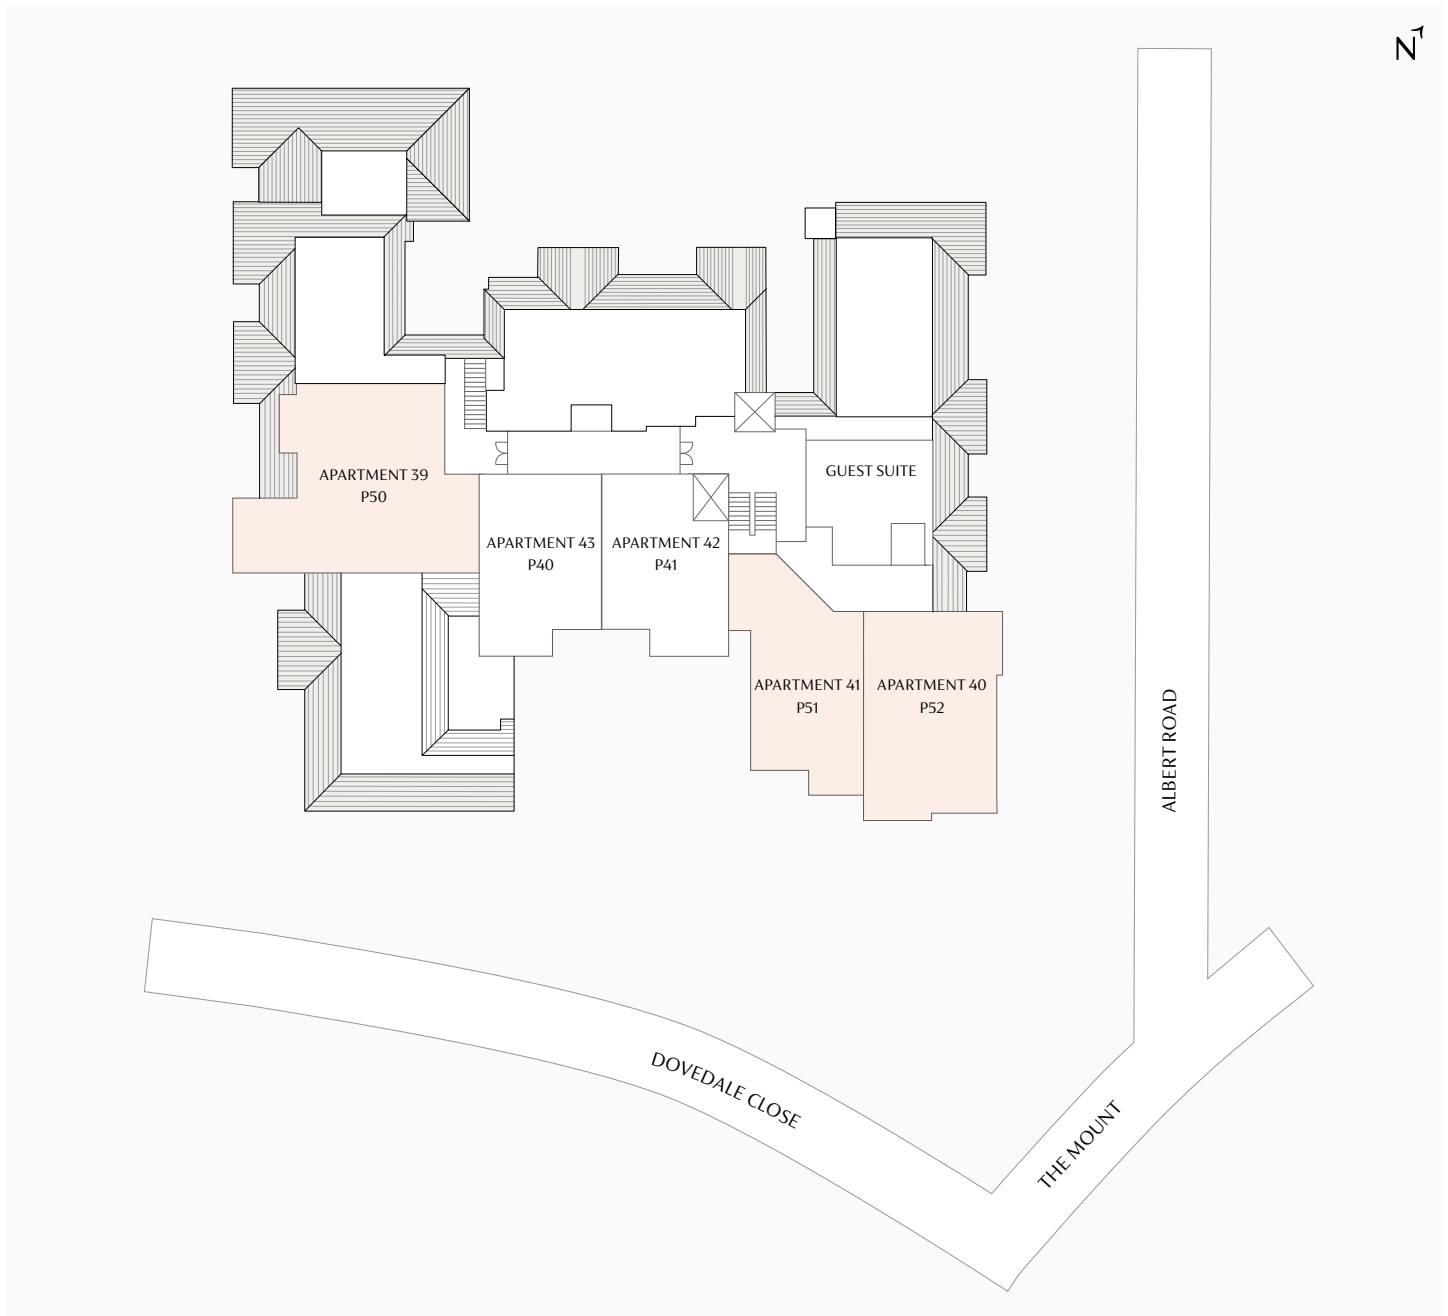 N
GUEST SUITE
APARTMENT 39
P50
APARTMENT 43
P40
APARTMENT 42
P41
APARTMENT 41
P51
APARTMENT 40
P52
ALBERT ROAD
DOVEDALE CLOSE
THE MOUNT